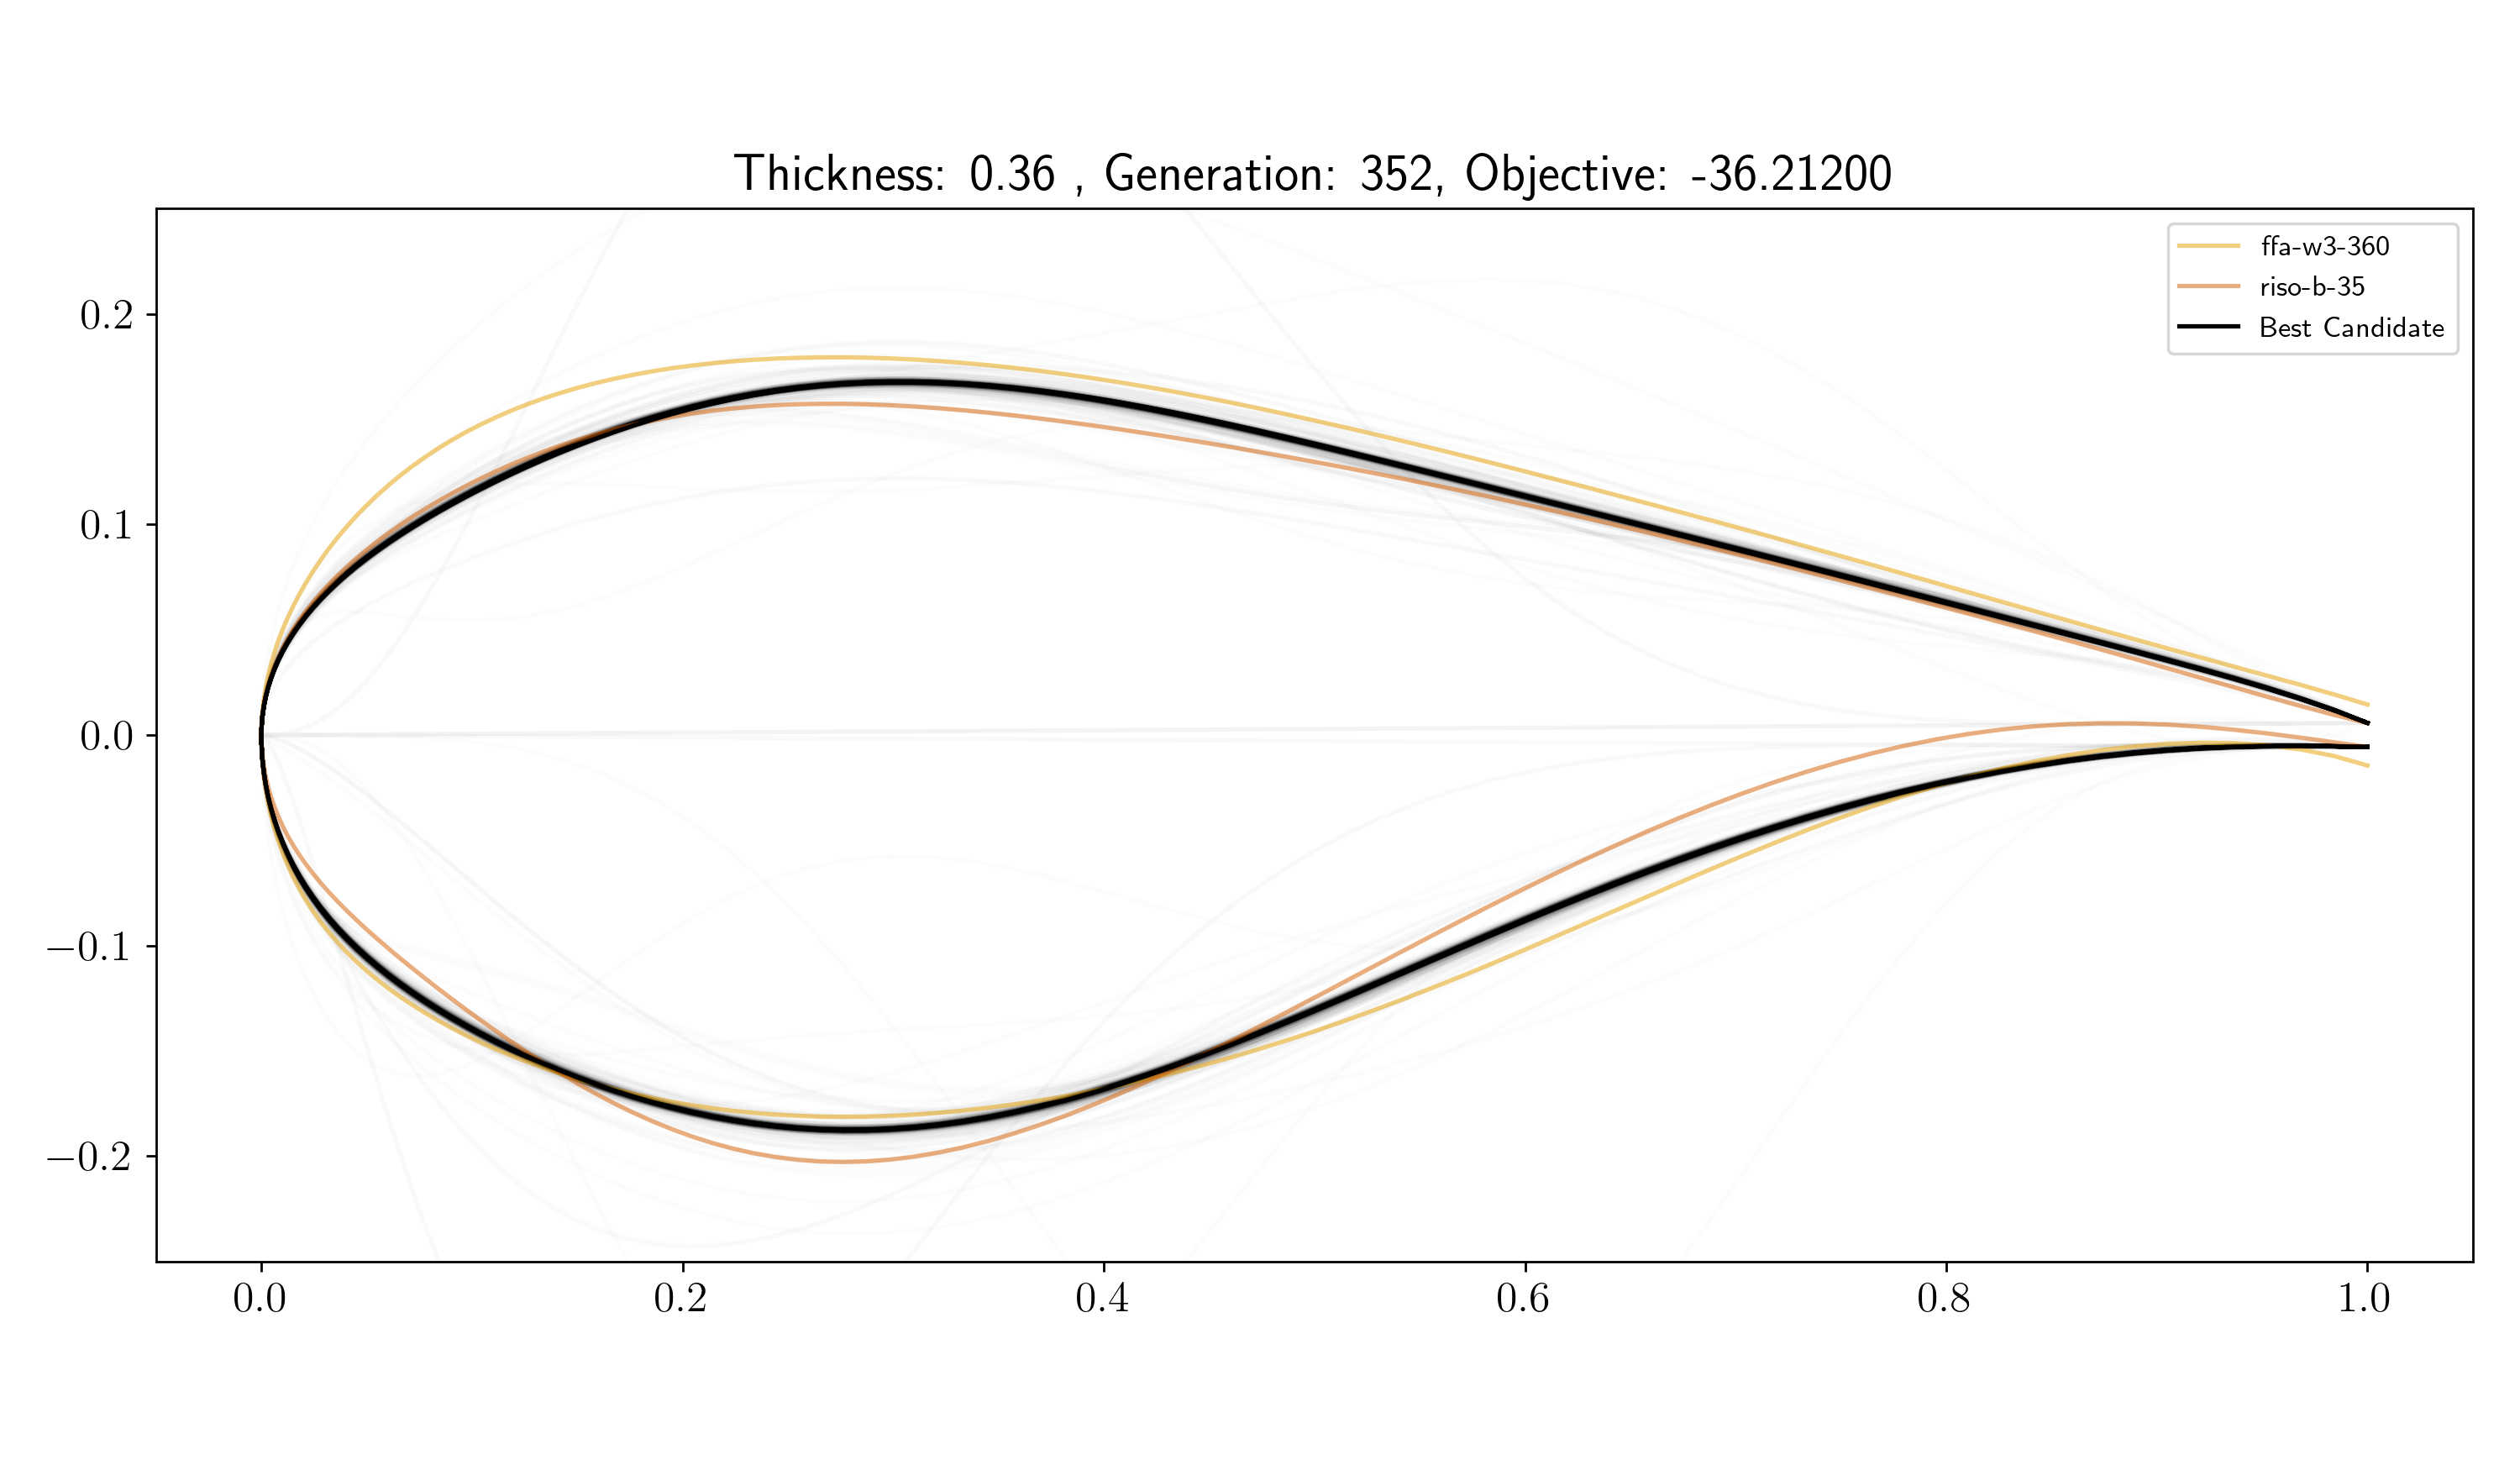 Thickness: 0.36 , Generation: 352, Objective: -36.21200
ffa-w3-360
riso-b-35
Best Candidate
0.2
0.1
0.0
−0.1
−0.2
0.0 0.2 0.4 0.6 0.8 1.0